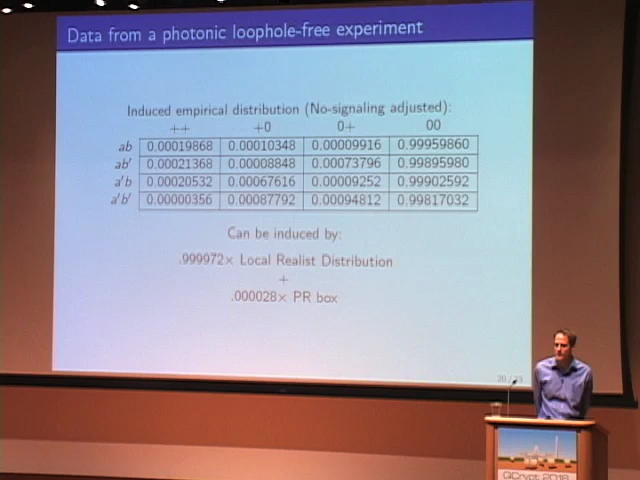 Data from a photonic loophole-free experiment
Induced empirical distribution (No-signaling adjusted):
++ +0 0+ 00
ab 0.00019868 0.00010348 0.00009916 0.99959860
ab′ 0.00021368 0.00008848 0.00073796 0.99895980
a′b 0.00020532 0.00067616 0.00009252 0.99902592
a′b′ 0.00000356 0.00087792 0.00094812 0.99817032
Can be induced by:
.999972× Local Realist Distribution
+
.000028× PR box
QCrypt 2016